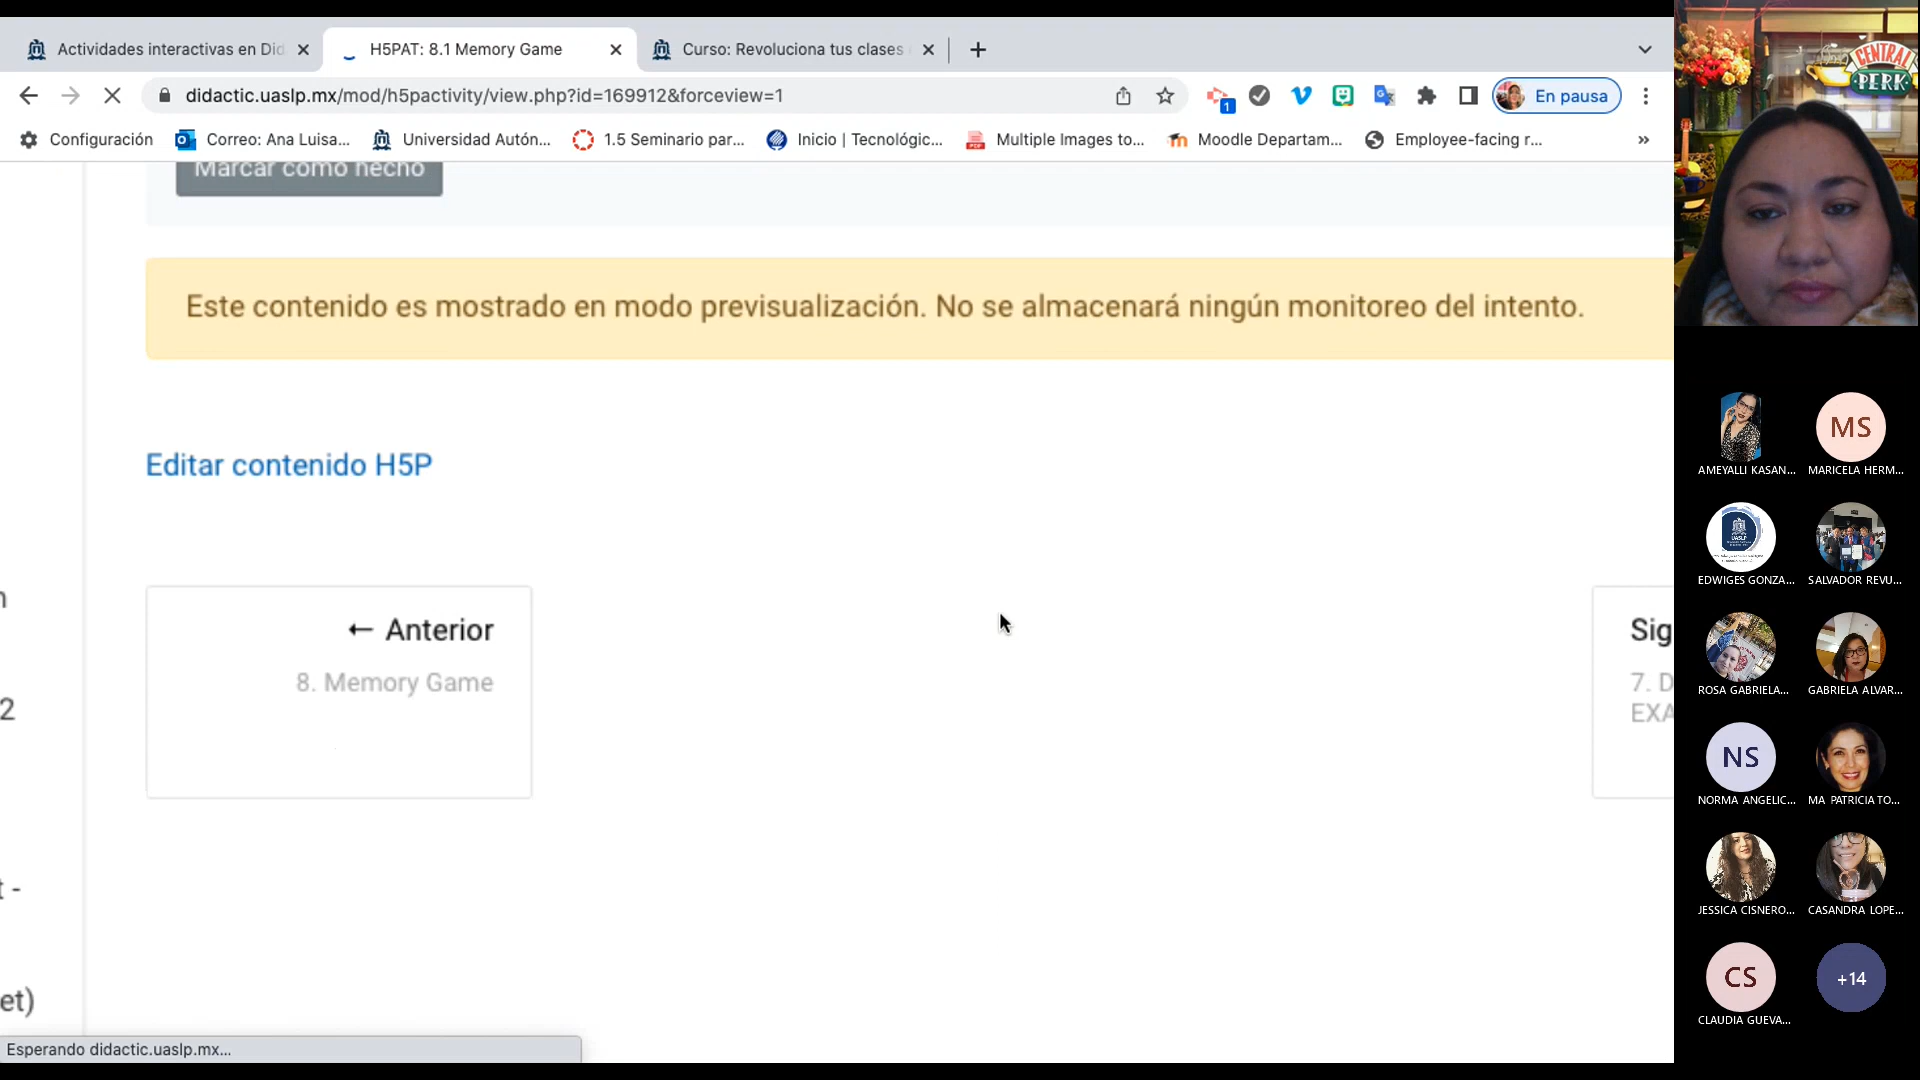 Actividades interactivas en Did
H5PAT: 8.1 Memory Game
Curso: Revoluciona tus clases
didactic.uaslp.mx/mod/h5pactivity/view.php?id=169912&forceview=1
1
En pausa
Configuración
Correo: Ana Luisa...
Universidad Autón...
1.5 Seminario par...
Inicio | Tecnológic...
Multiple Images to...
Moodle Departam...
Employee-facing r...
»
Marcar como hecho
Este contenido es mostrado en modo previsualización. No se almacenará ningún monitoreo del intento.
Editar contenido H5P
← Anterior
8. Memory Game
Sig
7. D
EXA
n
2
t -
et)
Esperando didactic.uaslp.mx...
CENTRAL
PERK
AMEYALLI KASAN...
MS
MARICELA HERM...
UASLP
EDWIGES GONZA...
SALVADOR REVU...
ROSA GABRIELA...
GABRIELA ALVAR...
NS
NORMA ANGELIC...
MA PATRICIA TO...
JESSICA CISNERO...
CASANDRA LOPE...
CS
CLAUDIA GUEVA...
+14